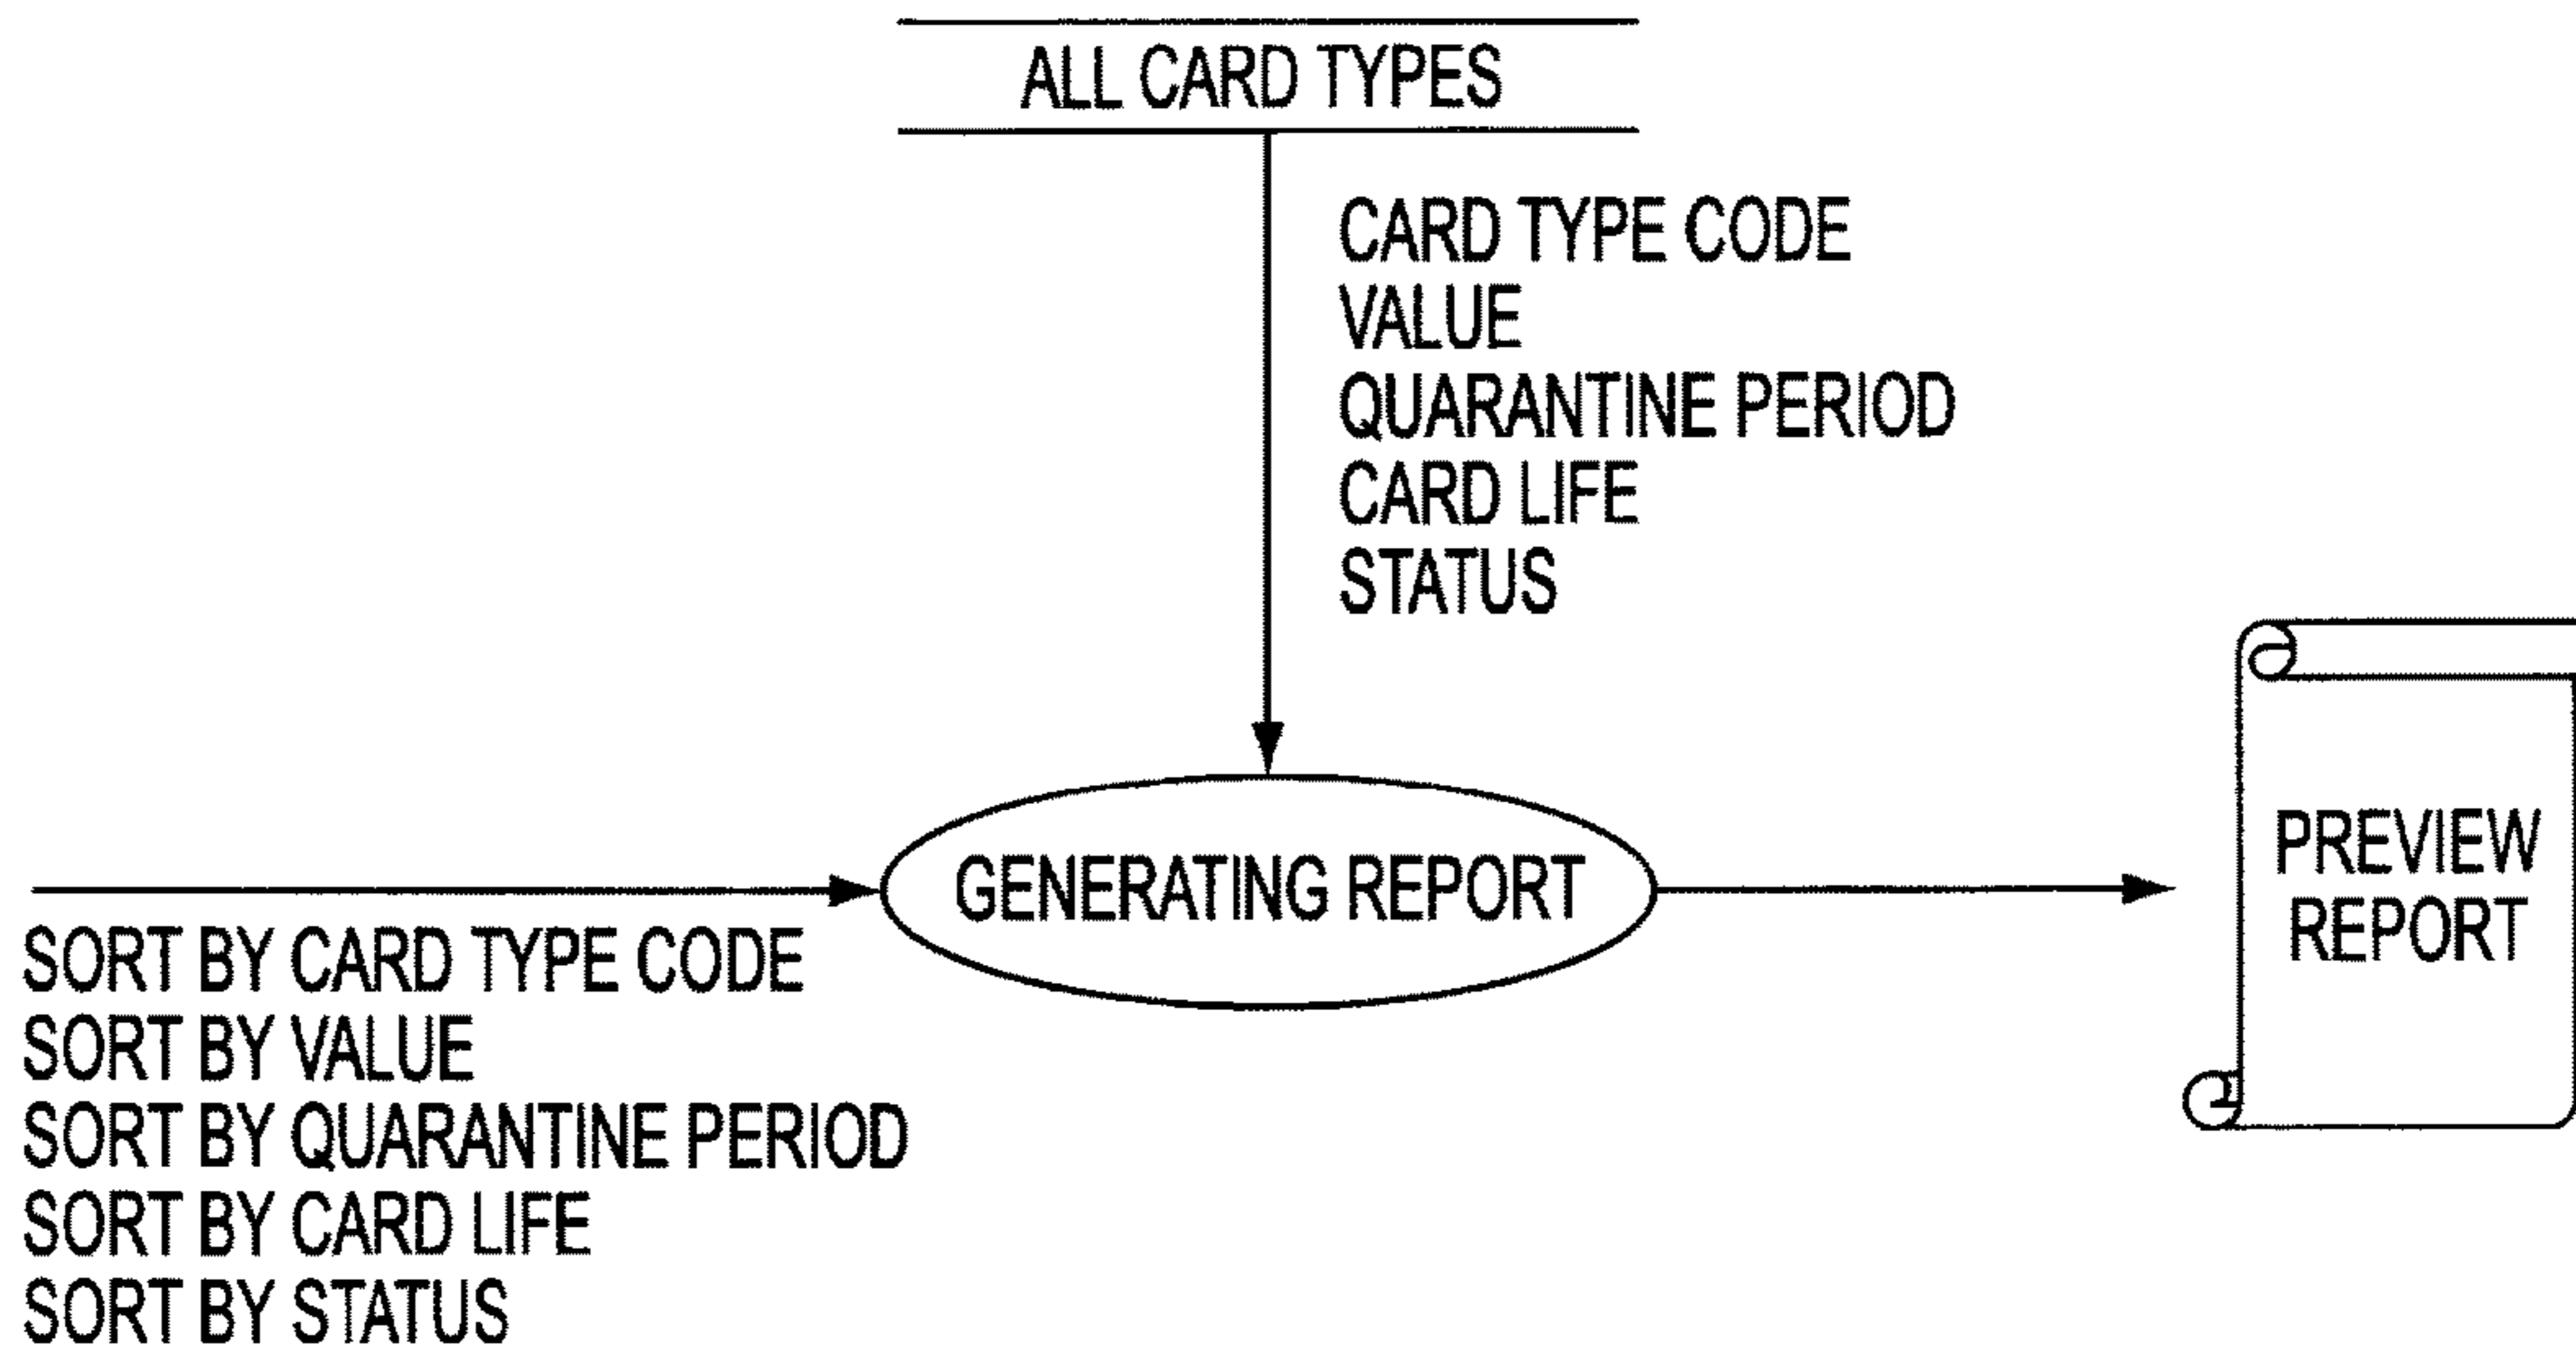 ALL CARD TYPES
CARD TYPE CODE
VALUE
QUARANTINE PERIOD
CARD LIFE
STATUS
GENERATING REPORT
PREVIEW
REPORT
SORT BY CARD TYPE CODE
SORT BY VALUE
SORT BY QUARANTINE PERIOD
SORT BY CARD LIFE
SORT BY STATUS